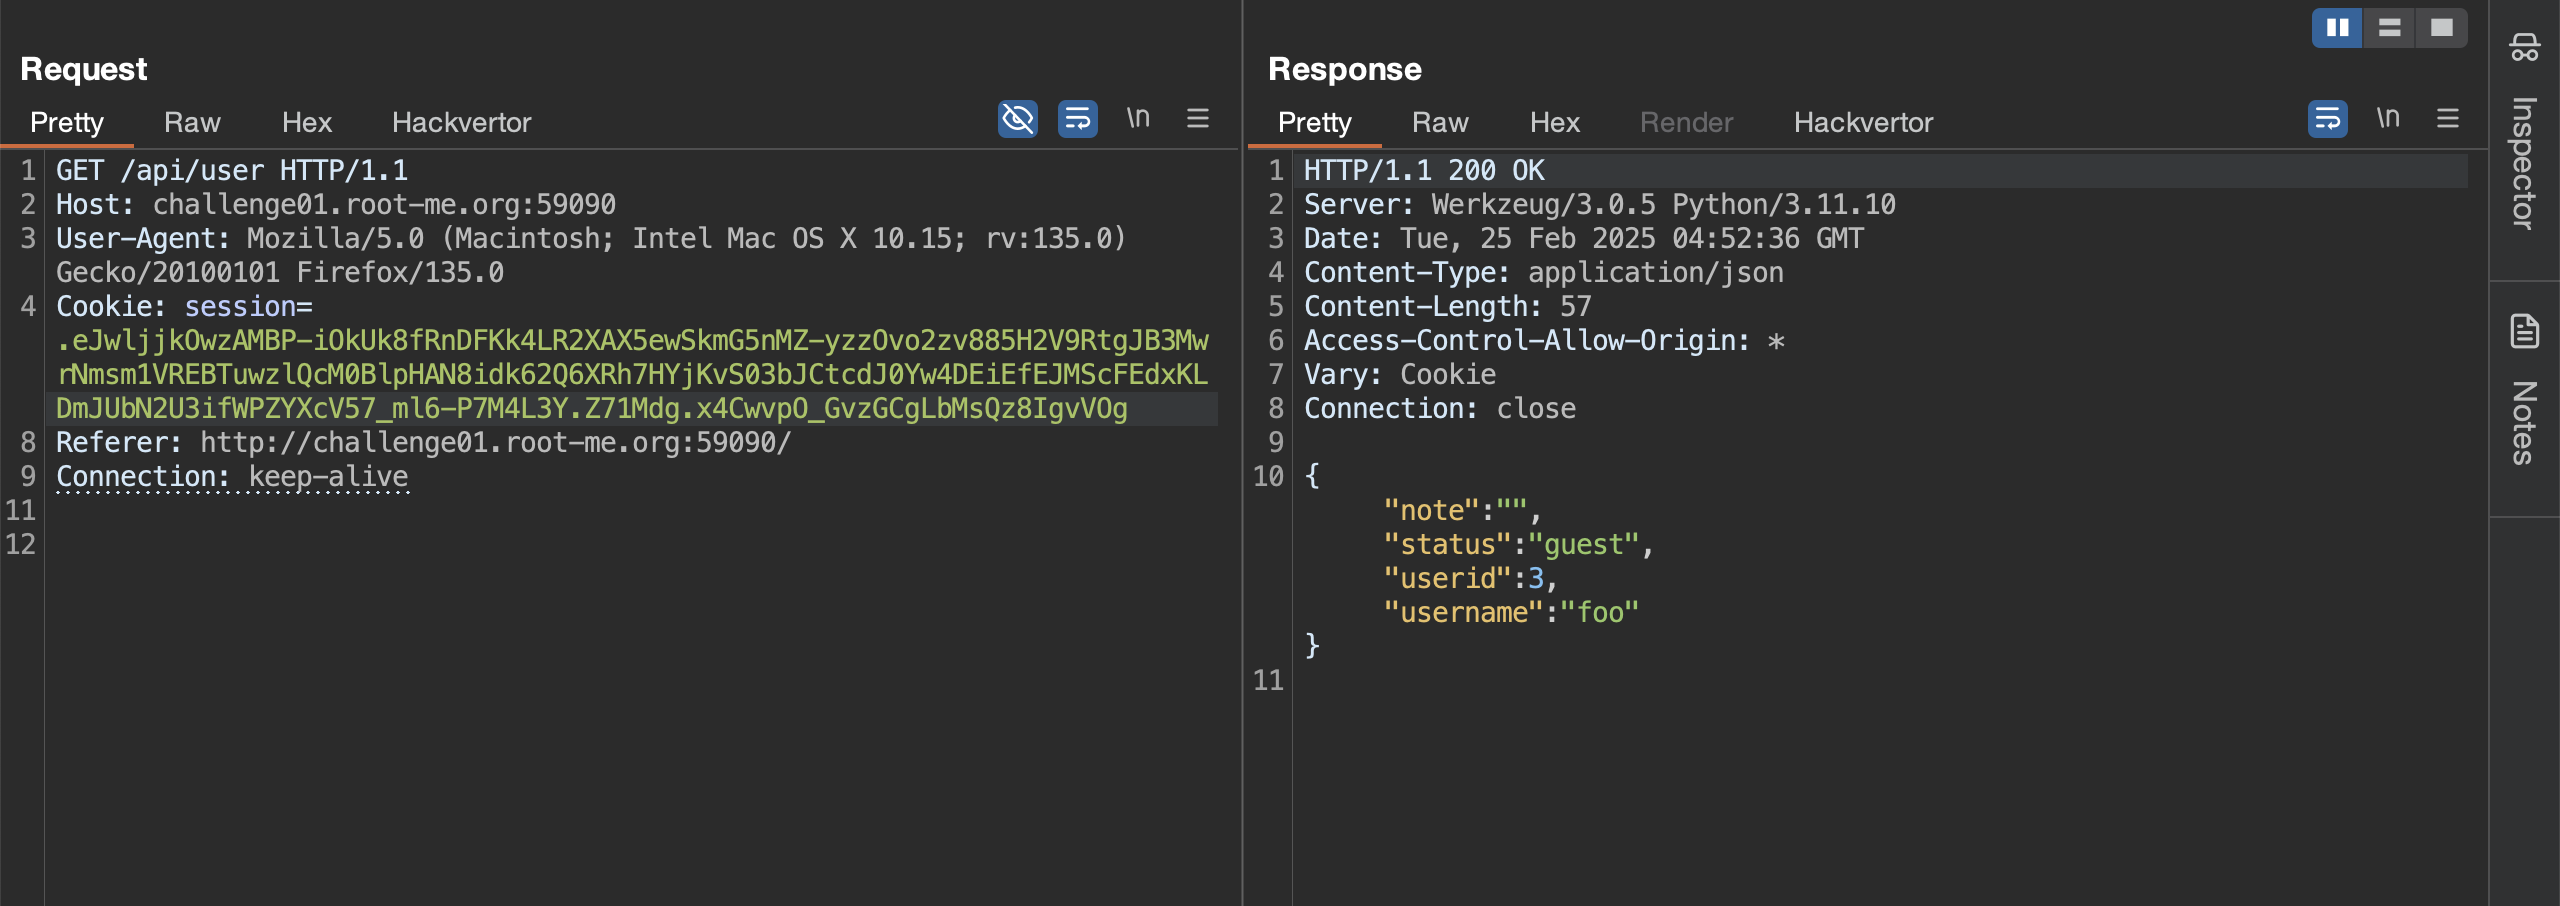 Request
Pretty Raw Hex Hackvertor \n
1 GET /api/user HTTP/1.1
2 Host: challenge01.root-me.org:59090
3 User-Agent: Mozilla/5.0 (Macintosh; Intel Mac OS X 10.15; rv:135.0)
Gecko/20100101 Firefox/135.0
4 Cookie: session=
.eJwljjkOwzAMBP-iOkUk8fRnDFKk4LR2XAX5ewSkmG5nMZ-yzzOvo2zv885H2V9RtgJB3Mw
rNmsm1VREBTuwzlQcM0BlpHAN8idk62Q6XRh7HYjKvS03bJCtcdJ0Yw4DEiEfEJMScFEdxKL
DmJUbN2U3ifWPZYXcV57_ml6-P7M4L3Y.Z71Mdg.x4CwvpO_GvzGCgLbMsQz8IgvVOg
8 Referer: http://challenge01.root-me.org:59090/
9 Connection: keep-alive
11
12
Response
Pretty Raw Hex Render Hackvertor \n
1 HTTP/1.1 200 OK
2 Server: Werkzeug/3.0.5 Python/3.11.10
3 Date: Tue, 25 Feb 2025 04:52:36 GMT
4 Content-Type: application/json
5 Content-Length: 57
6 Access-Control-Allow-Origin: *
7 Vary: Cookie
8 Connection: close
9
10 {
"note":"",
"status":"guest",
"userid":3,
"username":"foo"
}
11
Inspector
Notes